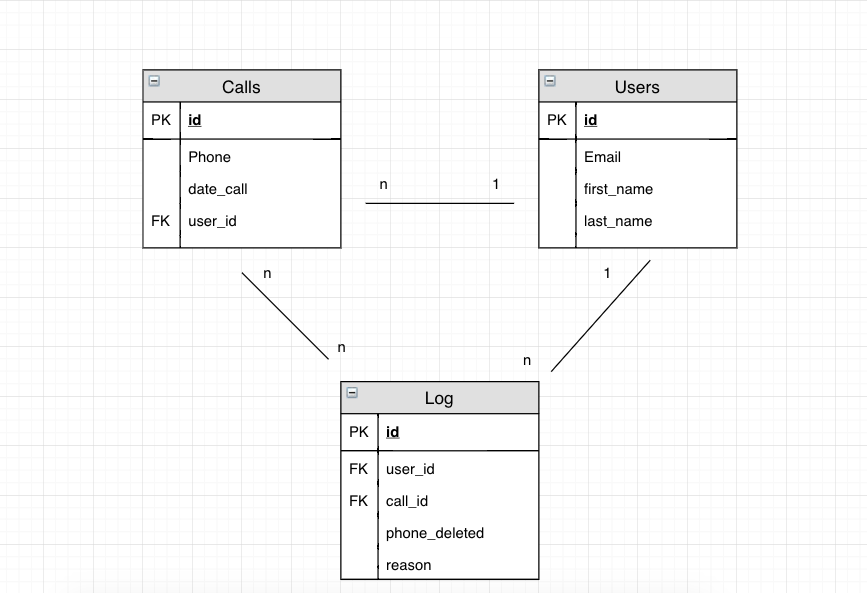 Calls
PK id
Phone
date_call
FK user_id
Users
PK id
Email
first_name
last_name
n 1
n
n
1
n
Log
PK id
FK user_id
FK call_id
phone_deleted
reason